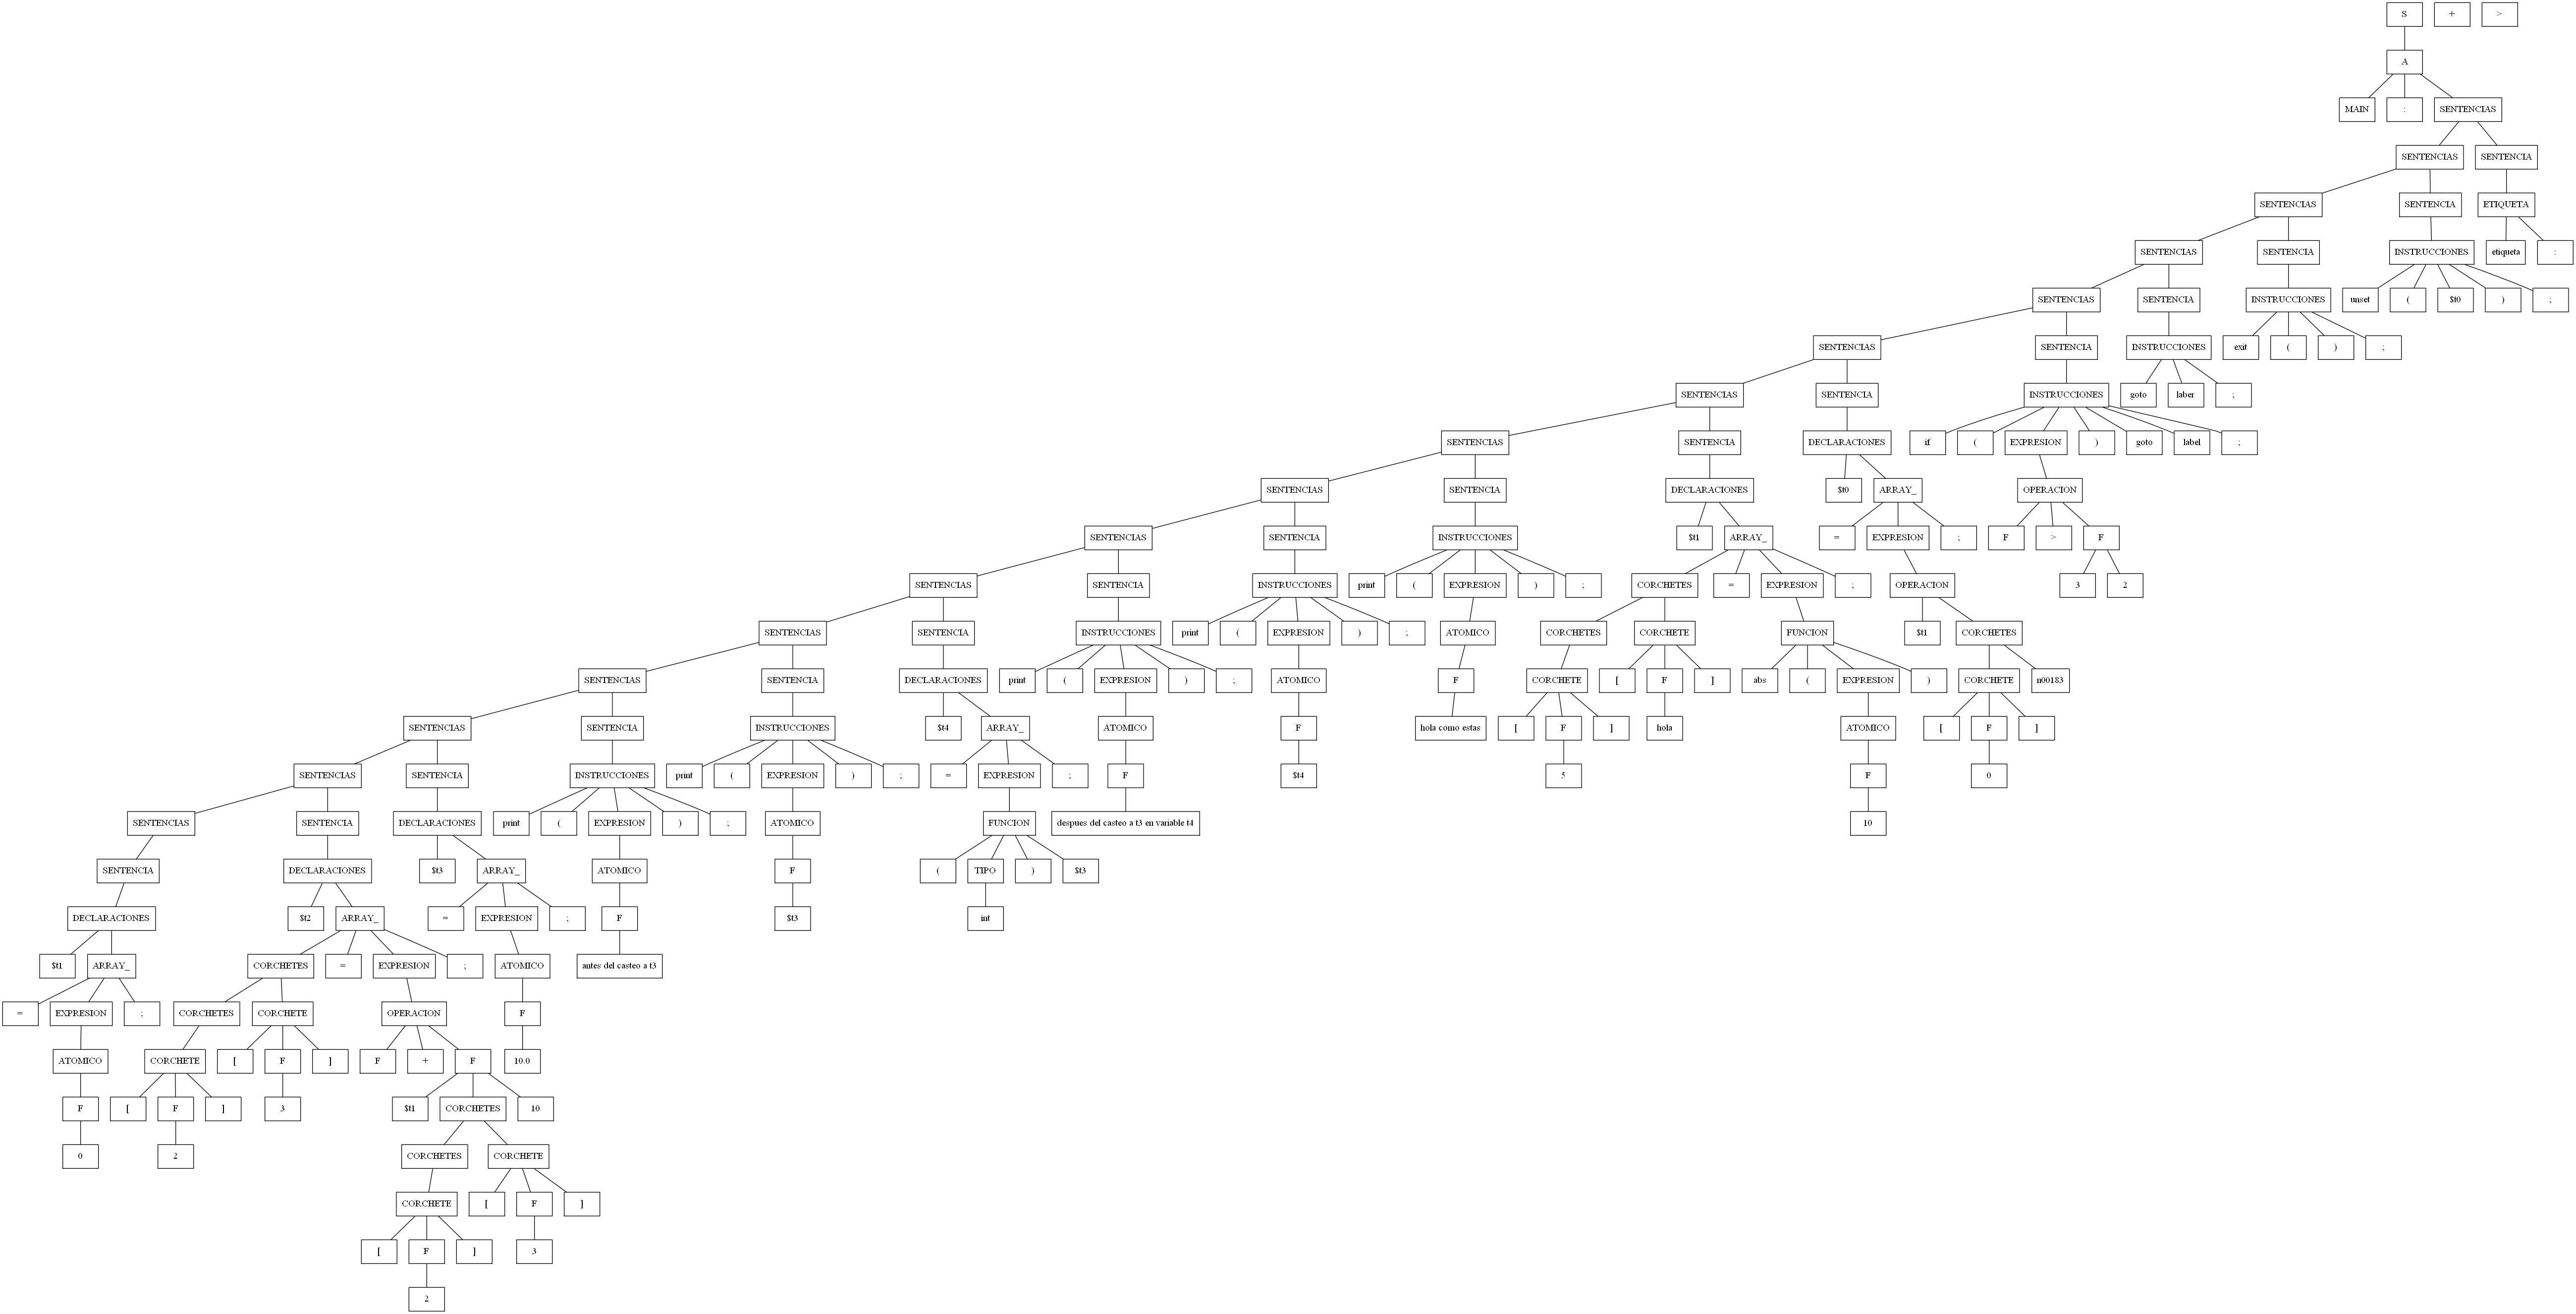 S + >
A
MAIN : SENTENCIAS
SENTENCIAS SENTENCIA
SENTENCIAS SENTENCIA ETIQUETA
SENTENCIAS SENTENCIA INSTRUCCIONES etiqueta :
SENTENCIAS SENTENCIA INSTRUCCIONES unset ( $t0 ) ;
SENTENCIAS SENTENCIA INSTRUCCIONES exit ( ) ;
SENTENCIAS SENTENCIA INSTRUCCIONES goto laber ;
SENTENCIAS SENTENCIA DECLARACIONES if ( EXPRESION ) goto label ;
SENTENCIAS SENTENCIA DECLARACIONES $t0 ARRAY_ OPERACION
SENTENCIAS SENTENCIA INSTRUCCIONES $t1 ARRAY_ = EXPRESION ; F > F
SENTENCIAS SENTENCIA INSTRUCCIONES print ( EXPRESION ) ; CORCHETES = EXPRESION ; OPERACION 3 2
SENTENCIAS SENTENCIA INSTRUCCIONES print ( EXPRESION ) ; ATOMICO CORCHETES CORCHETE FUNCION $t1 CORCHETES
SENTENCIAS SENTENCIA DECLARACIONES print ( EXPRESION ) ; ATOMICO F CORCHETE [ F ] abs ( EXPRESION ) CORCHETE n00183
SENTENCIAS SENTENCIA INSTRUCCIONES $t4 ARRAY_ ATOMICO F hola como estas [ F ] hola ATOMICO [ F ]
SENTENCIAS SENTENCIA INSTRUCCIONES print ( EXPRESION ) ; = EXPRESION ; F $t4 5 F 0
SENTENCIAS SENTENCIA DECLARACIONES print ( EXPRESION ) ; ATOMICO FUNCION despues del casteo a t3 en variable t4 10
SENTENCIA DECLARACIONES $t3 ARRAY_ ATOMICO F ( TIPO ) $t3
DECLARACIONES $t2 ARRAY_ = EXPRESION ; F $t3 int
$t1 ARRAY_ CORCHETES = EXPRESION ; ATOMICO antes del casteo a t3
= EXPRESION ; CORCHETES CORCHETE OPERACION F
ATOMICO CORCHETE [ F ] F + F 10.0
F [ F ] 3 $t1 CORCHETES 10
0 2 CORCHETES CORCHETE
CORCHETE [ F ]
[ F ] 3
2